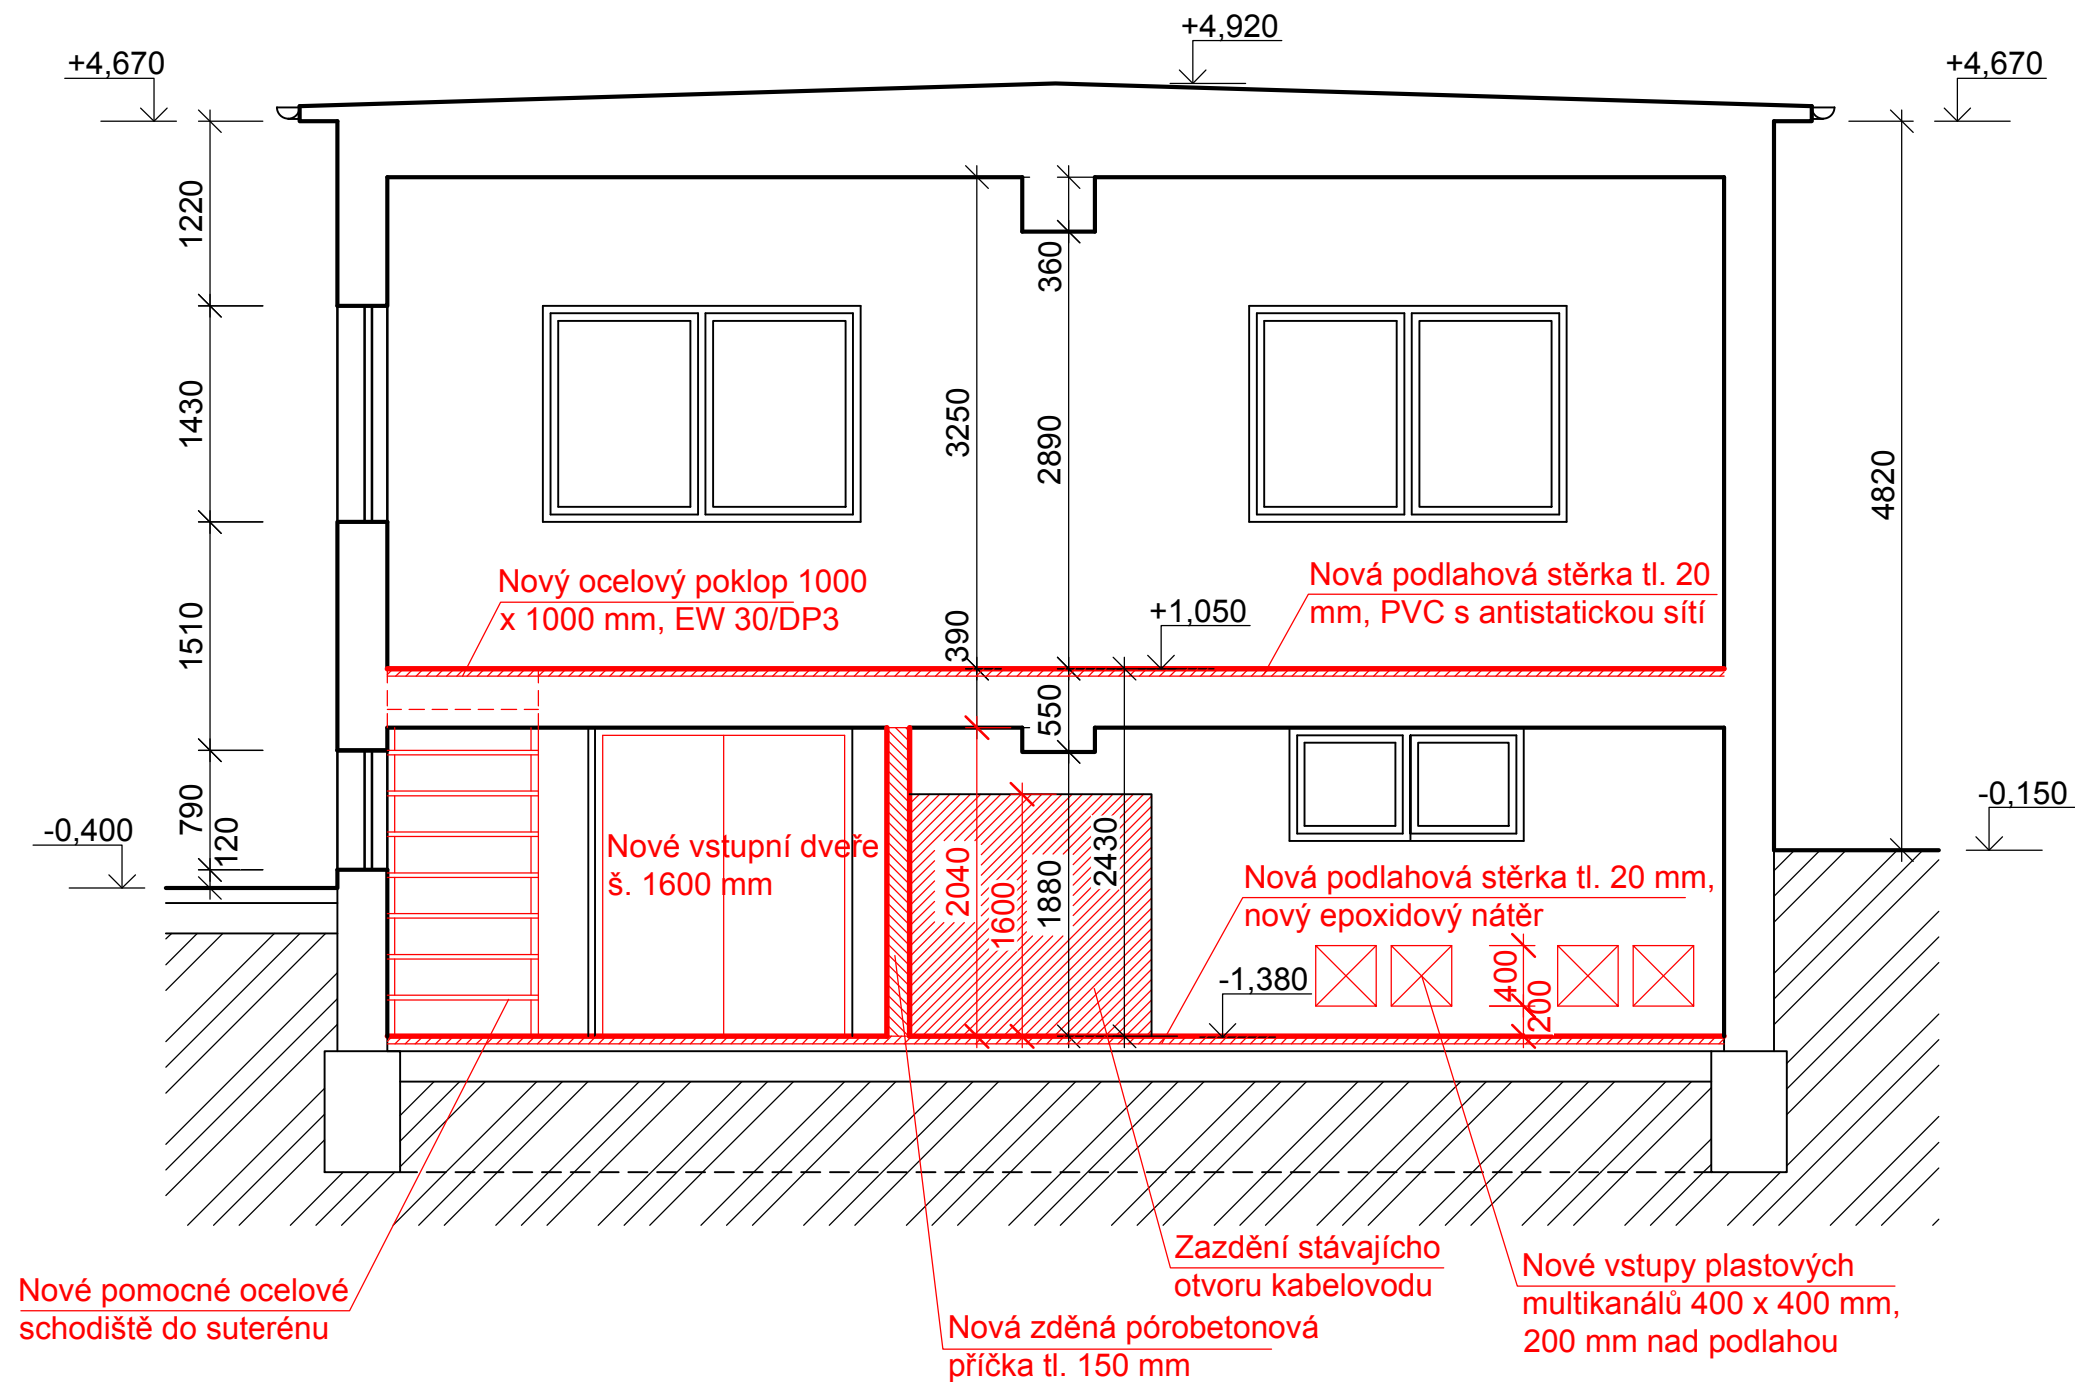 +4,920
+4,670
+4,670
1220
360
1430
3250
2890
4820
Nový ocelový poklop 1000
x 1000 mm, EW 30/DP3
Nová podlahová stěrka tl. 20
mm, PVC s antistatickou sítí
+1,050
1510
390
550
790
120
-0,400
-0,150
Nové vstupní dveře
š. 1600 mm
2040
1600
1880
2430
Nová podlahová stěrka tl. 20 mm,
nový epoxidový nátěr
-1,380
400
200
Zazdění stávajícho
otvoru kabelovodu
Nové vstupy plastových
multikanálů 400 x 400 mm,
200 mm nad podlahou
Nové pomocné ocelové
schodiště do suterénu
Nová zděná pórobetonová
příčka tl. 150 mm